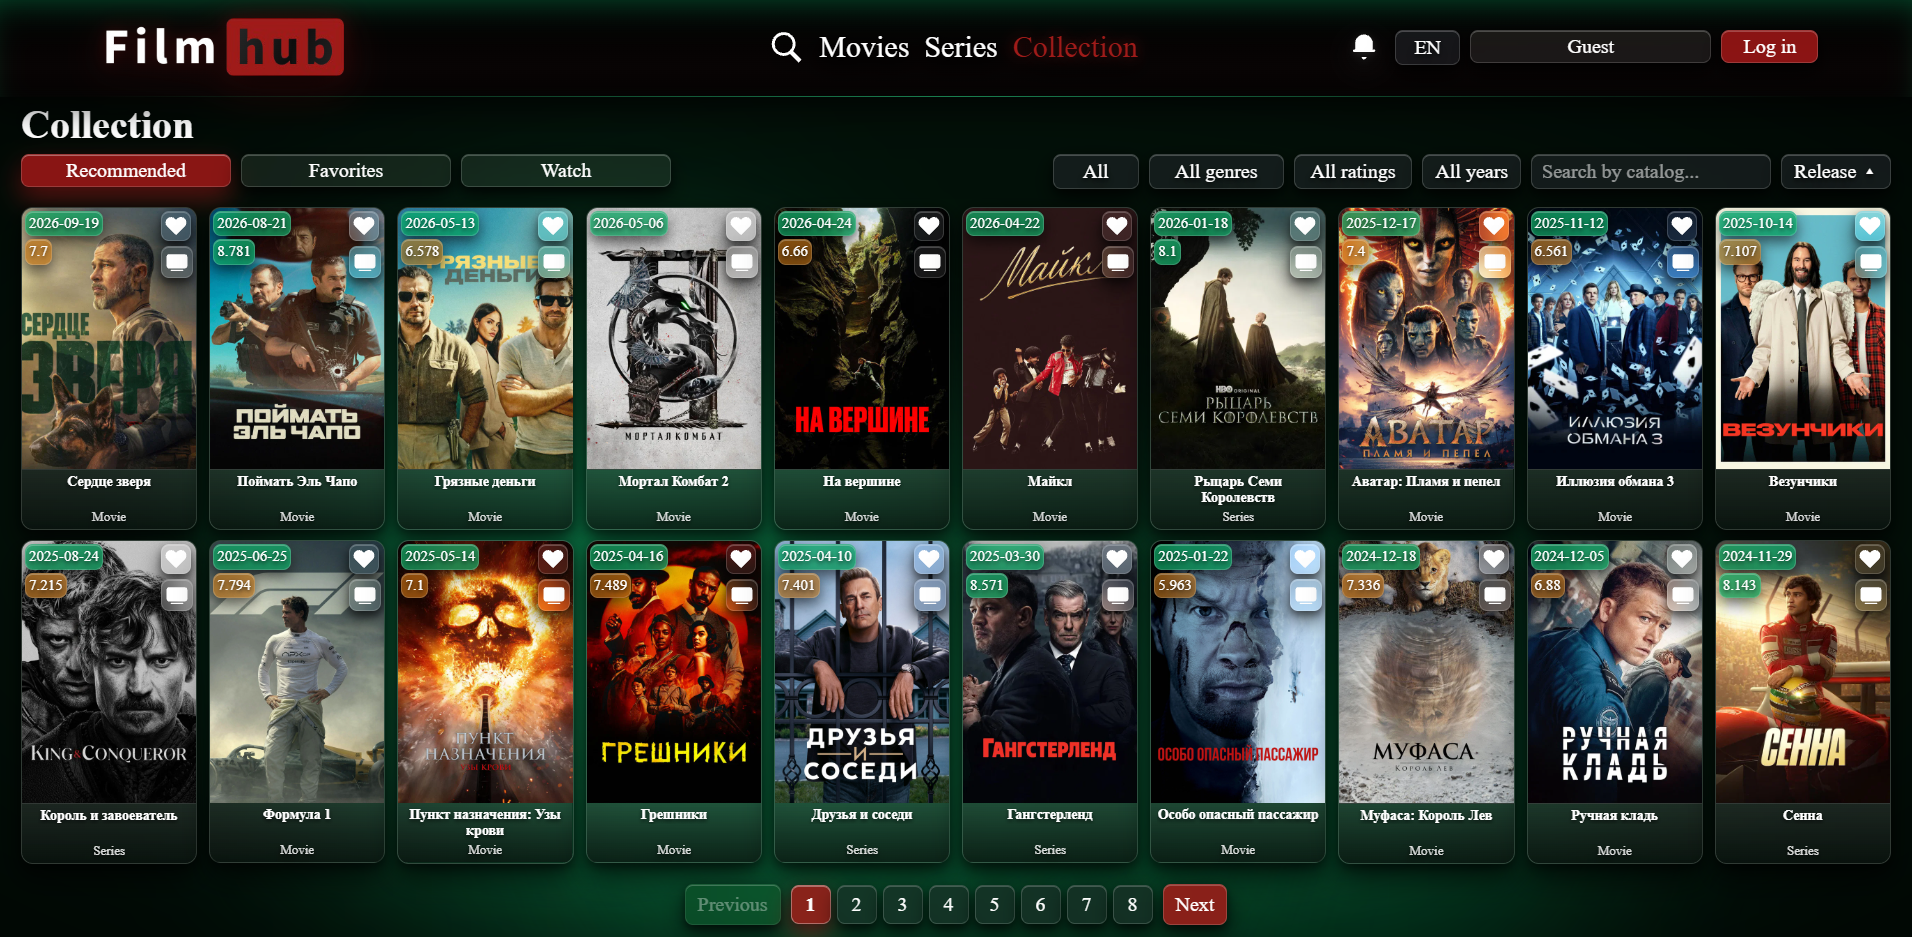 Film hub
Movies Series Collection
EN
Guest
Log in
Collection
Recommended
Favorites
Watch
All
All genres
All ratings
All years
Search by catalog...
Release
2026-09-19
7.7
СЕРДЦЕ
ЗВЕРЯ
Сердце зверя
Movie
2026-08-21
8.781
ПОЙМАТЬ
ЭЛЬ ЧАПО
Поймать Эль Чапо
Movie
2026-05-13
6.578
ГРЯЗНЫЕ
ДЕНЬГИ
Грязные деньги
Movie
2026-05-06
МОРТАЛ КОМБАТ
Мортал Комбат 2
Movie
2026-04-24
6.66
НА ВЕРШИНЕ
На вершине
Movie
2026-04-22
Майкл
Майкл
Movie
2026-01-18
8.1
HBO ORIGINAL
РЫЦАРЬ
СЕМИ КОРОЛЕВСТВ
Рыцарь Семи
Королевств
Series
2025-12-17
7.4
АВАТАР
ПЛАМЯ И ПЕПЕЛ
Аватар: Пламя и пепел
Movie
2025-11-12
6.561
ИЛЛЮЗИЯ
ОБМАНА 3
Иллюзия обмана 3
Movie
2025-10-14
7.107
ВЕЗУНЧИКИ
Везунчики
Movie
2025-08-24
7.215
KING & CONQUEROR
Король и завоеватель
Series
2025-06-25
7.794
Формула 1
Movie
2025-05-14
7.1
ПУНКТ
НАЗНАЧЕНИЯ
УЗЫ КРОВИ
Пункт назначения: Узы
крови
Movie
2025-04-16
7.489
ГРЕШНИКИ
Грешники
Movie
2025-04-10
7.401
ДРУЗЬЯ
И
СОСЕДИ
Друзья и соседи
Series
2025-03-30
8.571
ГАНГСТЕРЛЕНД
Гангстерленд
Series
2025-01-22
5.963
ОСОБО ОПАСНЫЙ ПАССАЖИР
Особо опасный пассажир
Movie
2024-12-18
7.336
МУФАСА
КОРОЛЬ ЛЕВ
Муфаса: Король Лев
Movie
2024-12-05
6.88
РУЧНАЯ
КЛАДЬ
Ручная кладь
Movie
2024-11-29
8.143
СЕННА
Сенна
Series
Previous
1
2
3
4
5
6
7
8
Next